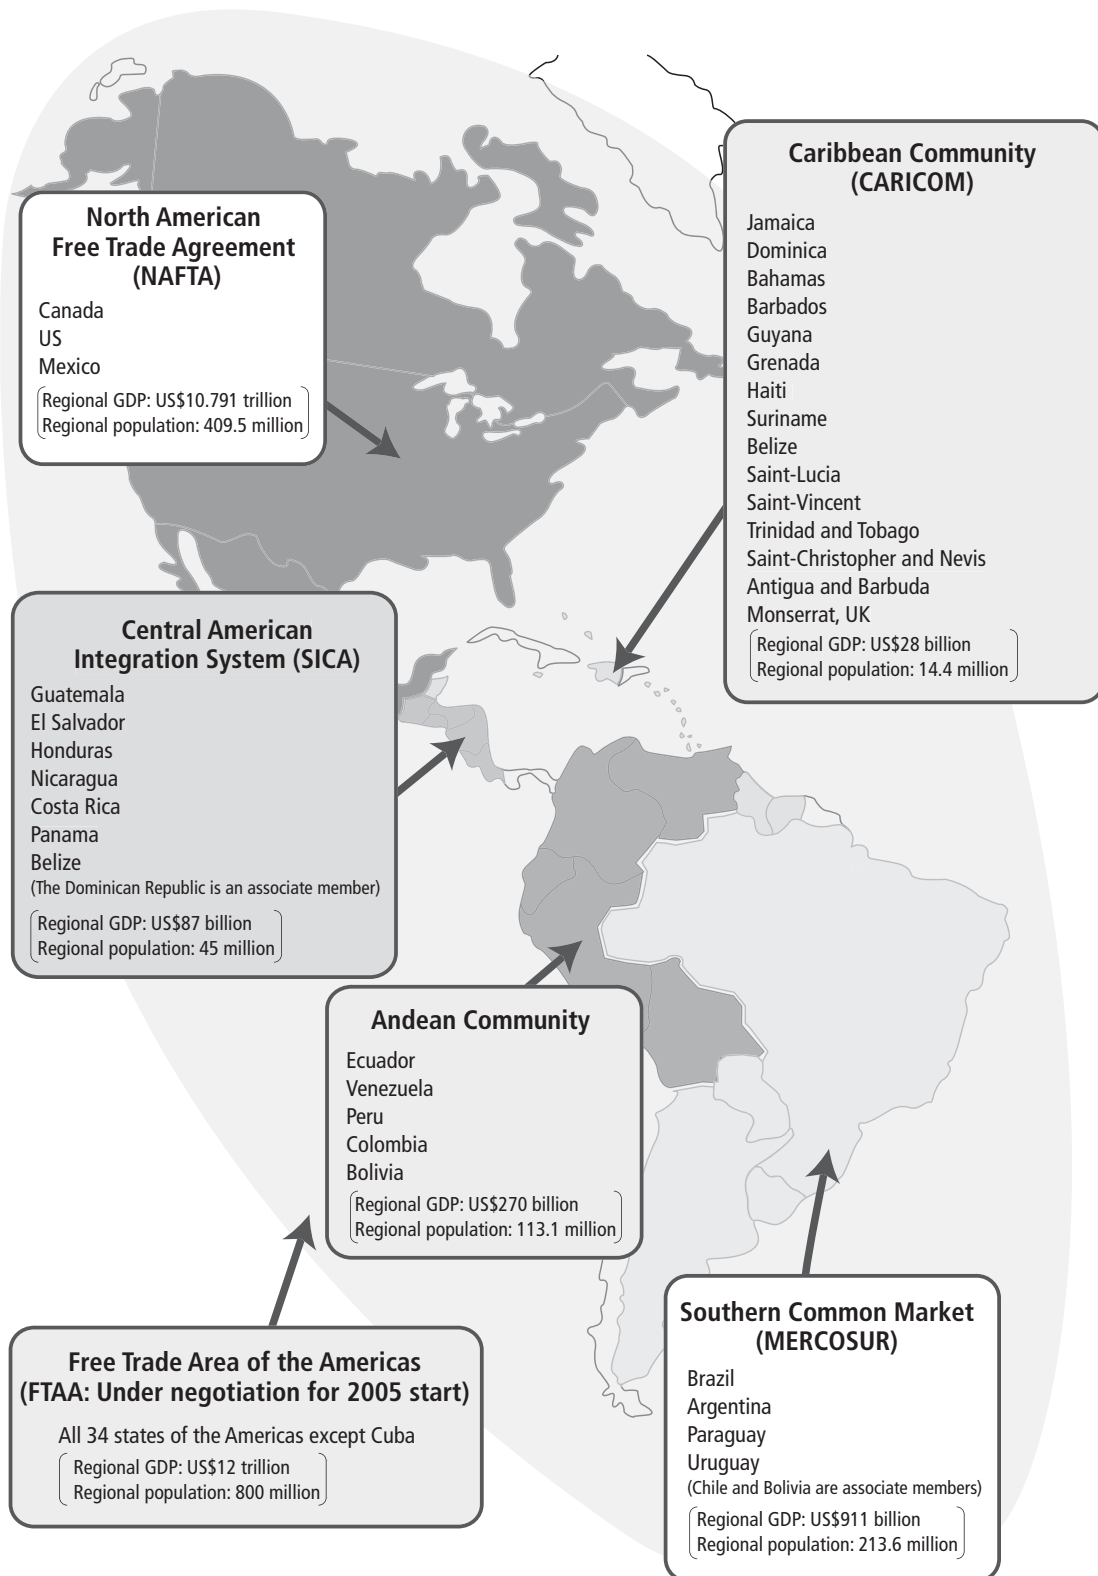 North American
Free Trade Agreement
(NAFTA)
Canada
US
Mexico
Regional GDP: US$10.791 trillion
Regional population: 409.5 million
Caribbean Community
(CARICOM)
Jamaica
Dominica
Bahamas
Barbados
Guyana
Grenada
Haiti
Suriname
Belize
Saint-Lucia
Saint-Vincent
Trinidad and Tobago
Saint-Christopher and Nevis
Antigua and Barbuda
Monserrat, UK
Regional GDP: US$28 billion
Regional population: 14.4 million
Central American
Integration System (SICA)
Guatemala
El Salvador
Honduras
Nicaragua
Costa Rica
Panama
Belize
(The Dominican Republic is an associate member)
Regional GDP: US$87 billion
Regional population: 45 million
Andean Community
Ecuador
Venezuela
Peru
Colombia
Bolivia
Regional GDP: US$270 billion
Regional population: 113.1 million
Southern Common Market
(MERCOSUR)
Brazil
Argentina
Paraguay
Uruguay
(Chile and Bolivia are associate members)
Regional GDP: US$911 billion
Regional population: 213.6 million
Free Trade Area of the Americas
(FTAA: Under negotiation for 2005 start)
All 34 states of the Americas except Cuba
Regional GDP: US$12 trillion
Regional population: 800 million